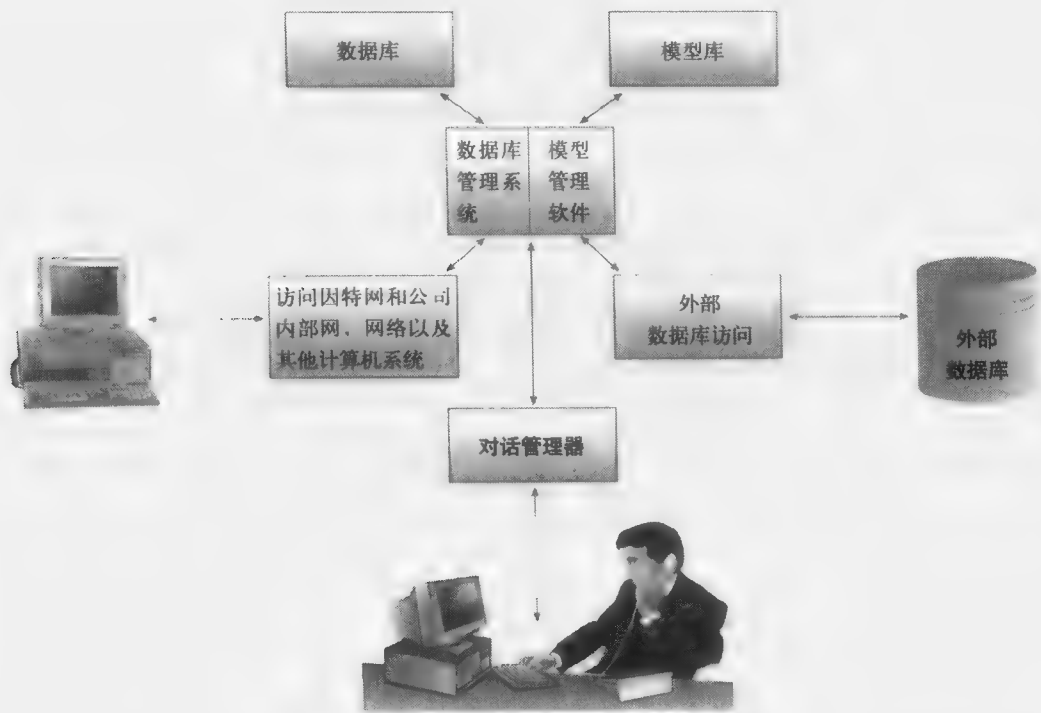 数据库
模型库
数据库
管理系
统
模型
管理
软件
访问因特网和公司
内部网、网络以及
其他计算机系统
外部
数据库访问
外部
数据库
对话管理器